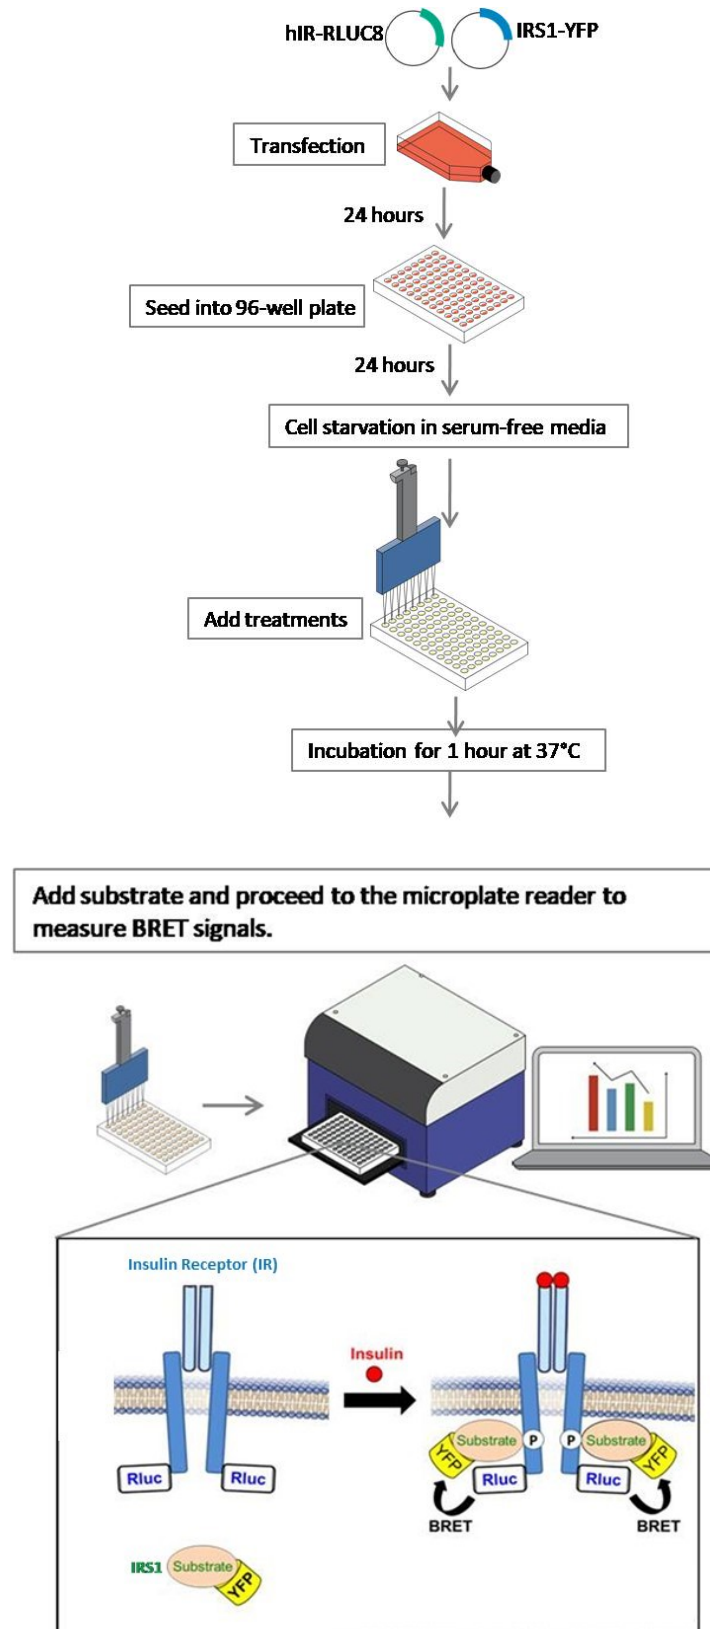 hIR-RLUC8
IRS1-YFP
Transfection
24 hours
Seed into 96-well plate
24 hours
Cell starvation in serum-free media
Add treatments
Incubation for 1 hour at 37°C
Add substrate and proceed to the microplate reader to
measure BRET signals.
Insulin Receptor (IR)
Insulin
Substrate
P
P
Substrate
YFP
YFP
Rluc
Rluc
Rluc
Rluc
BRET
BRET
IRS1
Substrate
YFP